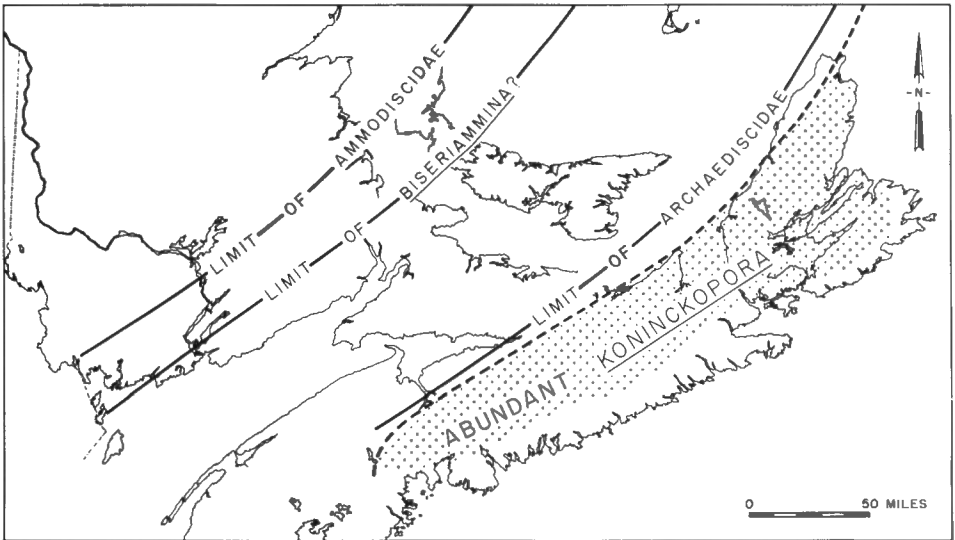 LIMIT OF AMMODISCIDAE
LIMIT OF BISERIAMMINA?
LIMIT OF ARCHAEDISCIDAE
ABUNDANT KONINCKOPORA
-N-
0 50 MILES